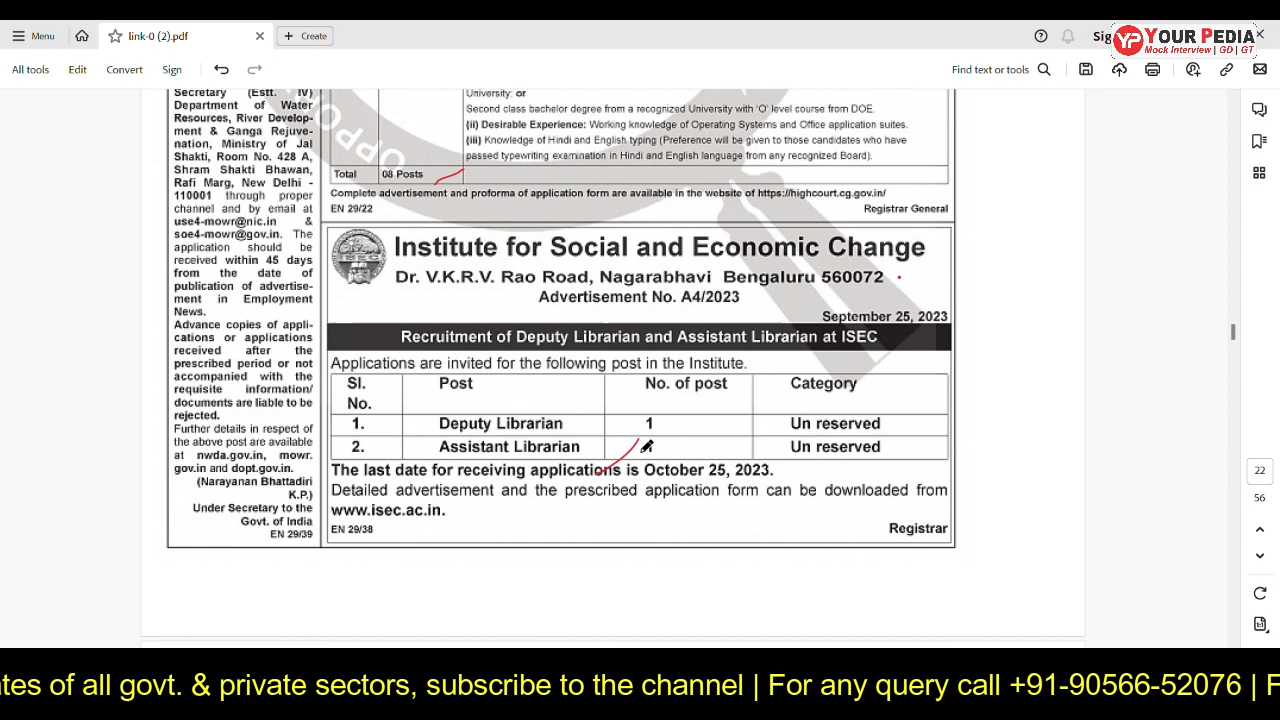 Menu
link-0 (2).pdf
Create
Sig
YP YOUR PEDIA
Mock Interview | GD | GT
All tools
Edit
Convert
Sign
Find text or tools
Secretary (Estt. IV)
Department of Water
Resources, River Develop-
ment & Ganga Rejuve-
nation, Ministry of Jal
Shakti, Room No. 428 A,
Shram Shakti Bhawan,
Rafi Marg, New Delhi -
110001 through proper
channel and by email at
use4-mowr@nic.in &
soe4-mowr@gov.in. The
application should be
received within 45 days
from the date of
publication of advertise-
ment in Employment
News.
Advance copies of appli-
cations or applications
received after the
prescribed period or not
accompanied with the
requisite information/
documents are liable to be
rejected.
Further details in respect of
the above post are available
at nwda.gov.in, mowr.
gov.in and dopt.gov.in.
(Narayanan Bhattadiri
K.P.)
Under Secretary to the
Govt. of India
EN 29/39
University: or
Second class bachelor degree from a recognized University with 'O' level course from DOE.
(ii) Desirable Experience: Working knowledge of Operating Systems and Office application suites.
(iii) Knowledge of Hindi and English typing (Preference will be given to those candidates who have
passed typewriting examination in Hindi and English language from any recognized Board).
Total 08 Posts
Complete advertisement and proforma of application form are available in the website of https://highcourt.cg.gov.in/
EN 29/22 Registrar General
Institute for Social and Economic Change
Dr. V.K.R.V. Rao Road, Nagarabhavi Bengaluru 560072
Advertisement No. A4/2023
September 25, 2023
Recruitment of Deputy Librarian and Assistant Librarian at ISEC
Applications are invited for the following post in the Institute.
Sl. No. Post No. of post Category
1. Deputy Librarian 1 Un reserved
2. Assistant Librarian Un reserved
The last date for receiving applications is October 25, 2023.
Detailed advertisement and the prescribed application form can be downloaded from
www.isec.ac.in.
EN 29/38 Registrar
ISEC
22
56
ates of all govt. & private sectors, subscribe to the channel | For any query call +91-90566-52076 | F